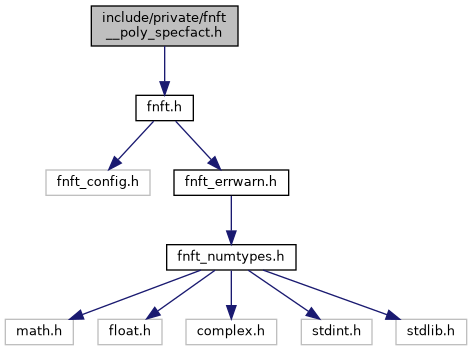 include/private/fnft
__poly_specfact.h
fnft.h
fnft_config.h
fnft_errwarn.h
fnft_numtypes.h
math.h
float.h
complex.h
stdint.h
stdlib.h